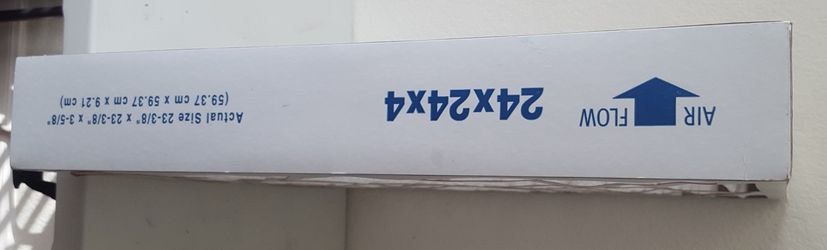 AIR
FLOW
24x24x4
Actual Size 23-3/8" x 23-3/8" x 3-5/8"
(59.37 cm x 59.37 cm x 9.21 cm)